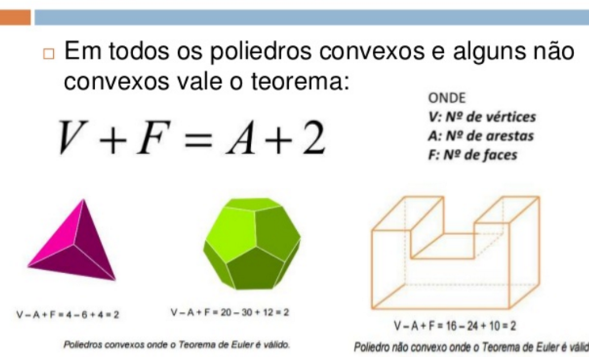 Em todos os poliedros convexos e alguns não
convexos vale o teorema:
V + F = A + 2
ONDE
V: Nº de vértices
A: Nº de arestas
F: Nº de faces
V – A + F = 4 – 6 + 4 = 2
V – A + F = 20 – 30 + 12 = 2
V – A + F = 16 – 24 + 10 = 2
Poliedros convexos onde o Teorema de Euler é válido.
Poliedro não convexo onde o Teorema de Euler é válid